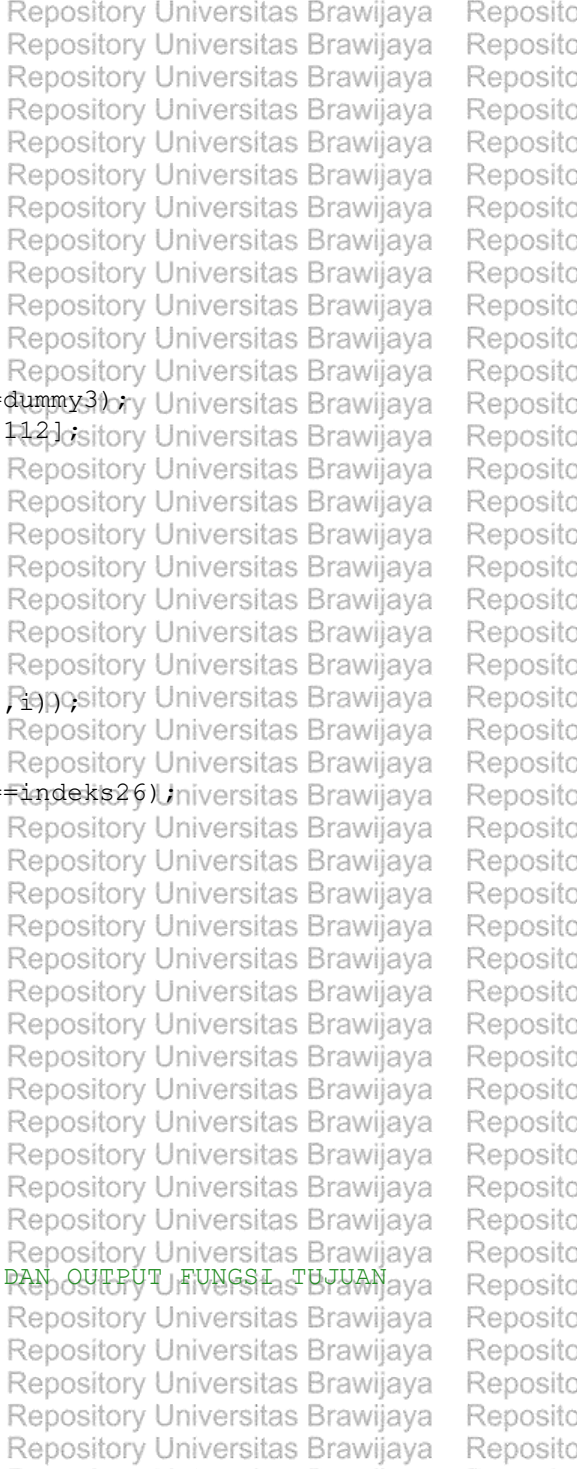 Repository Universitas Brawijaya Reposito
Repository Universitas Brawijaya Reposito
Repository Universitas Brawijaya Reposito
Repository Universitas Brawijaya Reposito
Repository Universitas Brawijaya Reposito
Repository Universitas Brawijaya Reposito
Repository Universitas Brawijaya Reposito
Repository Universitas Brawijaya Reposito
Repository Universitas Brawijaya Reposito
Repository Universitas Brawijaya Reposito
Repository Universitas Brawijaya Reposito
Repository Universitas Brawijaya Reposito
=dummy3); Universitas Brawijaya Reposito
112]; Universitas Brawijaya Reposito
Repository Universitas Brawijaya Reposito
Repository Universitas Brawijaya Reposito
Repository Universitas Brawijaya Reposito
Repository Universitas Brawijaya Reposito
Repository Universitas Brawijaya Reposito
Repository Universitas Brawijaya Reposito
Repository Universitas Brawijaya Reposito
,i)); Universitas Brawijaya Reposito
Repository Universitas Brawijaya Reposito
Repository Universitas Brawijaya Reposito
==indeks26); Universitas Brawijaya Reposito
Repository Universitas Brawijaya Reposito
Repository Universitas Brawijaya Reposito
Repository Universitas Brawijaya Reposito
Repository Universitas Brawijaya Reposito
Repository Universitas Brawijaya Reposito
Repository Universitas Brawijaya Reposito
Repository Universitas Brawijaya Reposito
Repository Universitas Brawijaya Reposito
Repository Universitas Brawijaya Reposito
Repository Universitas Brawijaya Reposito
Repository Universitas Brawijaya Reposito
Repository Universitas Brawijaya Reposito
Repository Universitas Brawijaya Reposito
Repository Universitas Brawijaya Reposito
DAN OUTPUT FUNGSI TUJUAN Reposito
Repository Universitas Brawijaya Reposito
Repository Universitas Brawijaya Reposito
Repository Universitas Brawijaya Reposito
Repository Universitas Brawijaya Reposito
Repository Universitas Brawijaya Reposito